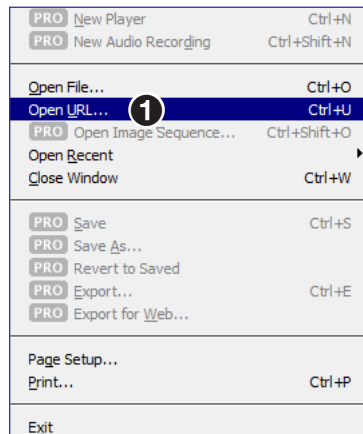 PRO New Player Ctrl+N
PRO New Audio Recording Ctrl+Shift+N
Open File... Ctrl+O
Open URL... 1 Ctrl+U
PRO Open Image Sequence... Ctrl+Shift+O
Open Recent
Close Window Ctrl+W
PRO Save Ctrl+S
PRO Save As...
PRO Revert to Saved
PRO Export... Ctrl+E
PRO Export for Web...
Page Setup...
Print... Ctrl+P
Exit